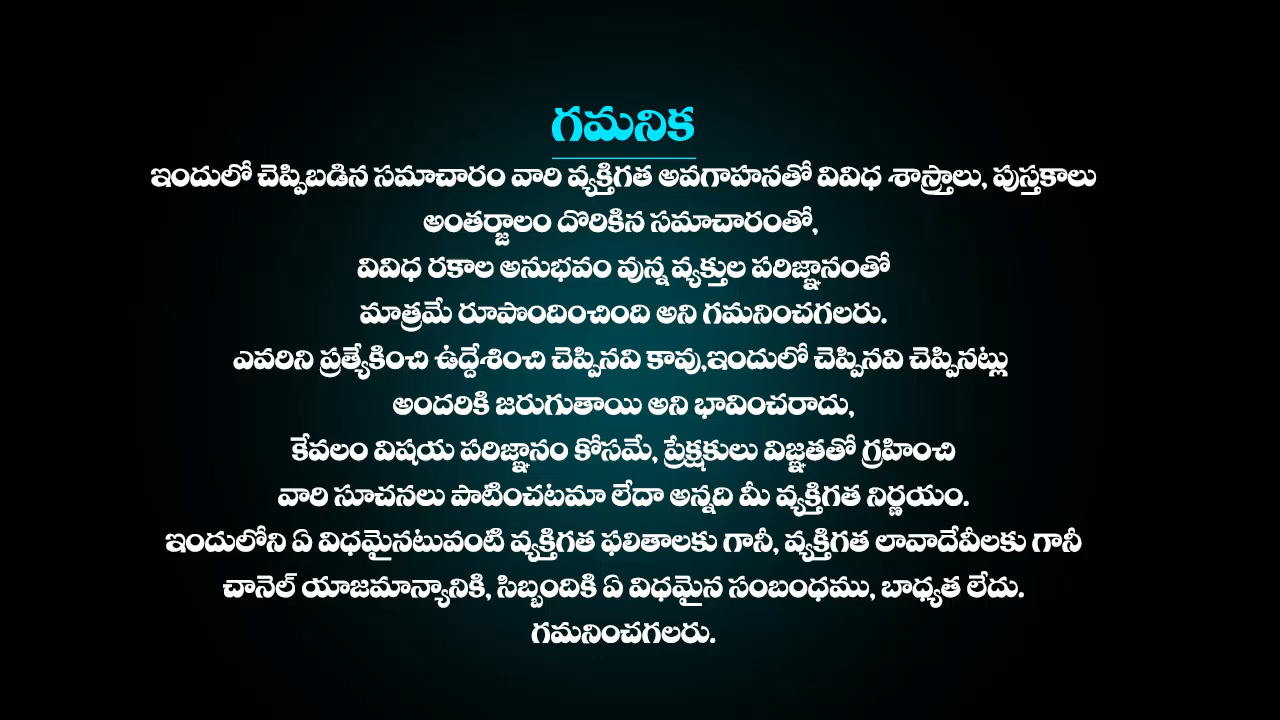 గమనిక
ఇందులో చెప్పిబడిన సమాచారం వారి వ్యక్తిగత అవగాహనతో వివిధ శాస్త్రాలు, పుస్తకాలు
అంతర్జాలం దొరికిన సమాచారంతో,
వివిధ రకాల అనుభవం వున్న వ్యక్తుల పరిజ్ఞానంతో
మాత్రమే రూపొందించింది అని గమనించగలరు.
ఎవరిని ప్రత్యేకించి ఉద్దేశించి చెప్పినవి కావు,ఇందులో చెప్పినవి చెప్పినట్లు
అందరికి జరుగుతాయి అని భావించరాదు,
కేవలం విషయ పరిజ్ఞానం కోసమే, ప్రేక్షకులు విజ్ఞతతో గ్రహించి
వారి సూచనలు పాటించటమా లేదా అన్నది మీ వ్యక్తిగత నిర్ణయం.
ఇందులోని ఏ విధమైనటువంటి వ్యక్తిగత ఫలితాలకు గానీ, వ్యక్తిగత లావాదేవీలకు గానీ
చానెల్ యాజమాన్యానికి, సిబ్బందికి ఏ విధమైన సంబంధము, బాధ్యత లేదు.
గమనించగలరు.